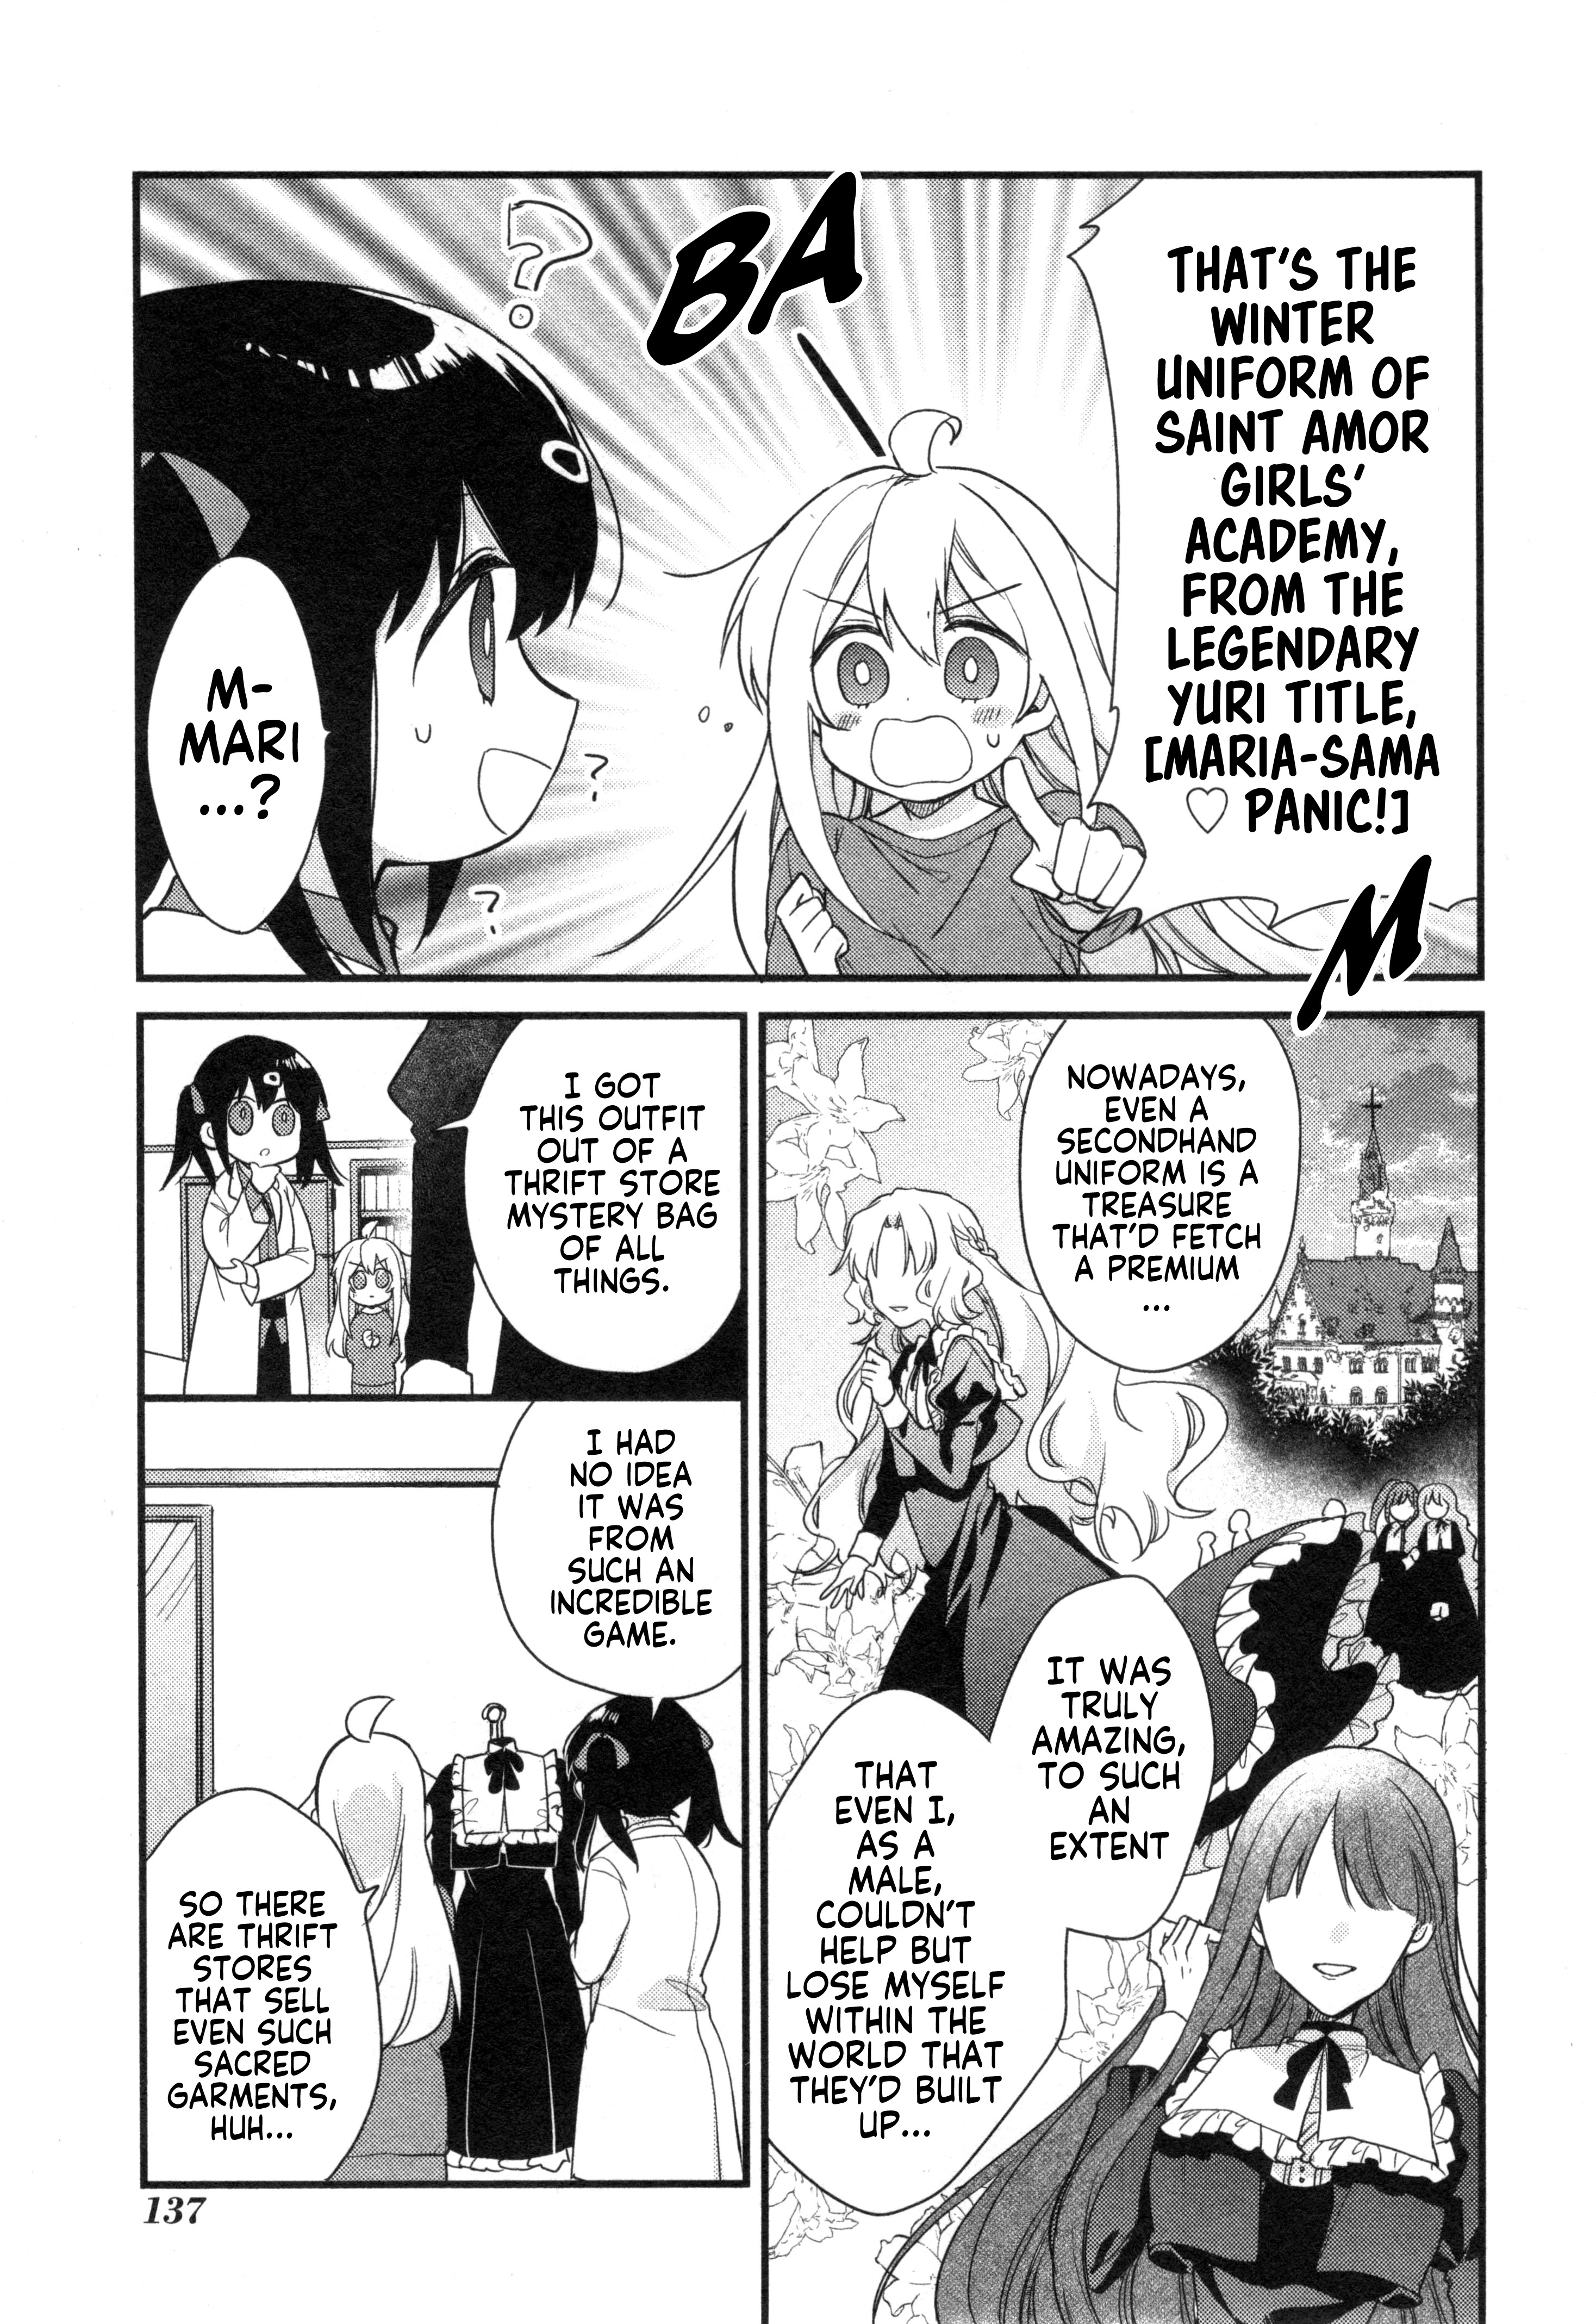 THAT'S THE
WINTER
UNIFORM OF
SAINT AMOR
GIRLS'
ACADEMY,
FROM THE
LEGENDARY
YURI TITLE,
[MARIA-SAMA
♡ PANIC!]
BA
M
?
?
?
M-
MARI
...?
NOWADAYS,
EVEN A
SECONDHAND
UNIFORM IS A
TREASURE
THAT'D FETCH
A PREMIUM
...
IT WAS
TRULY
AMAZING,
TO SUCH
AN
EXTENT
THAT
EVEN I,
AS A
MALE,
COULDN'T
HELP BUT
LOSE MYSELF
WITHIN THE
WORLD THAT
THEY'D BUILT
UP...
I GOT
THIS OUTFIT
OUT OF A
THRIFT STORE
MYSTERY BAG
OF ALL
THINGS.
I HAD
NO IDEA
IT WAS
FROM
SUCH AN
INCREDIBLE
GAME.
SO THERE
ARE THRIFT
STORES
THAT SELL
EVEN SUCH
SACRED
GARMENTS,
HUH...
137